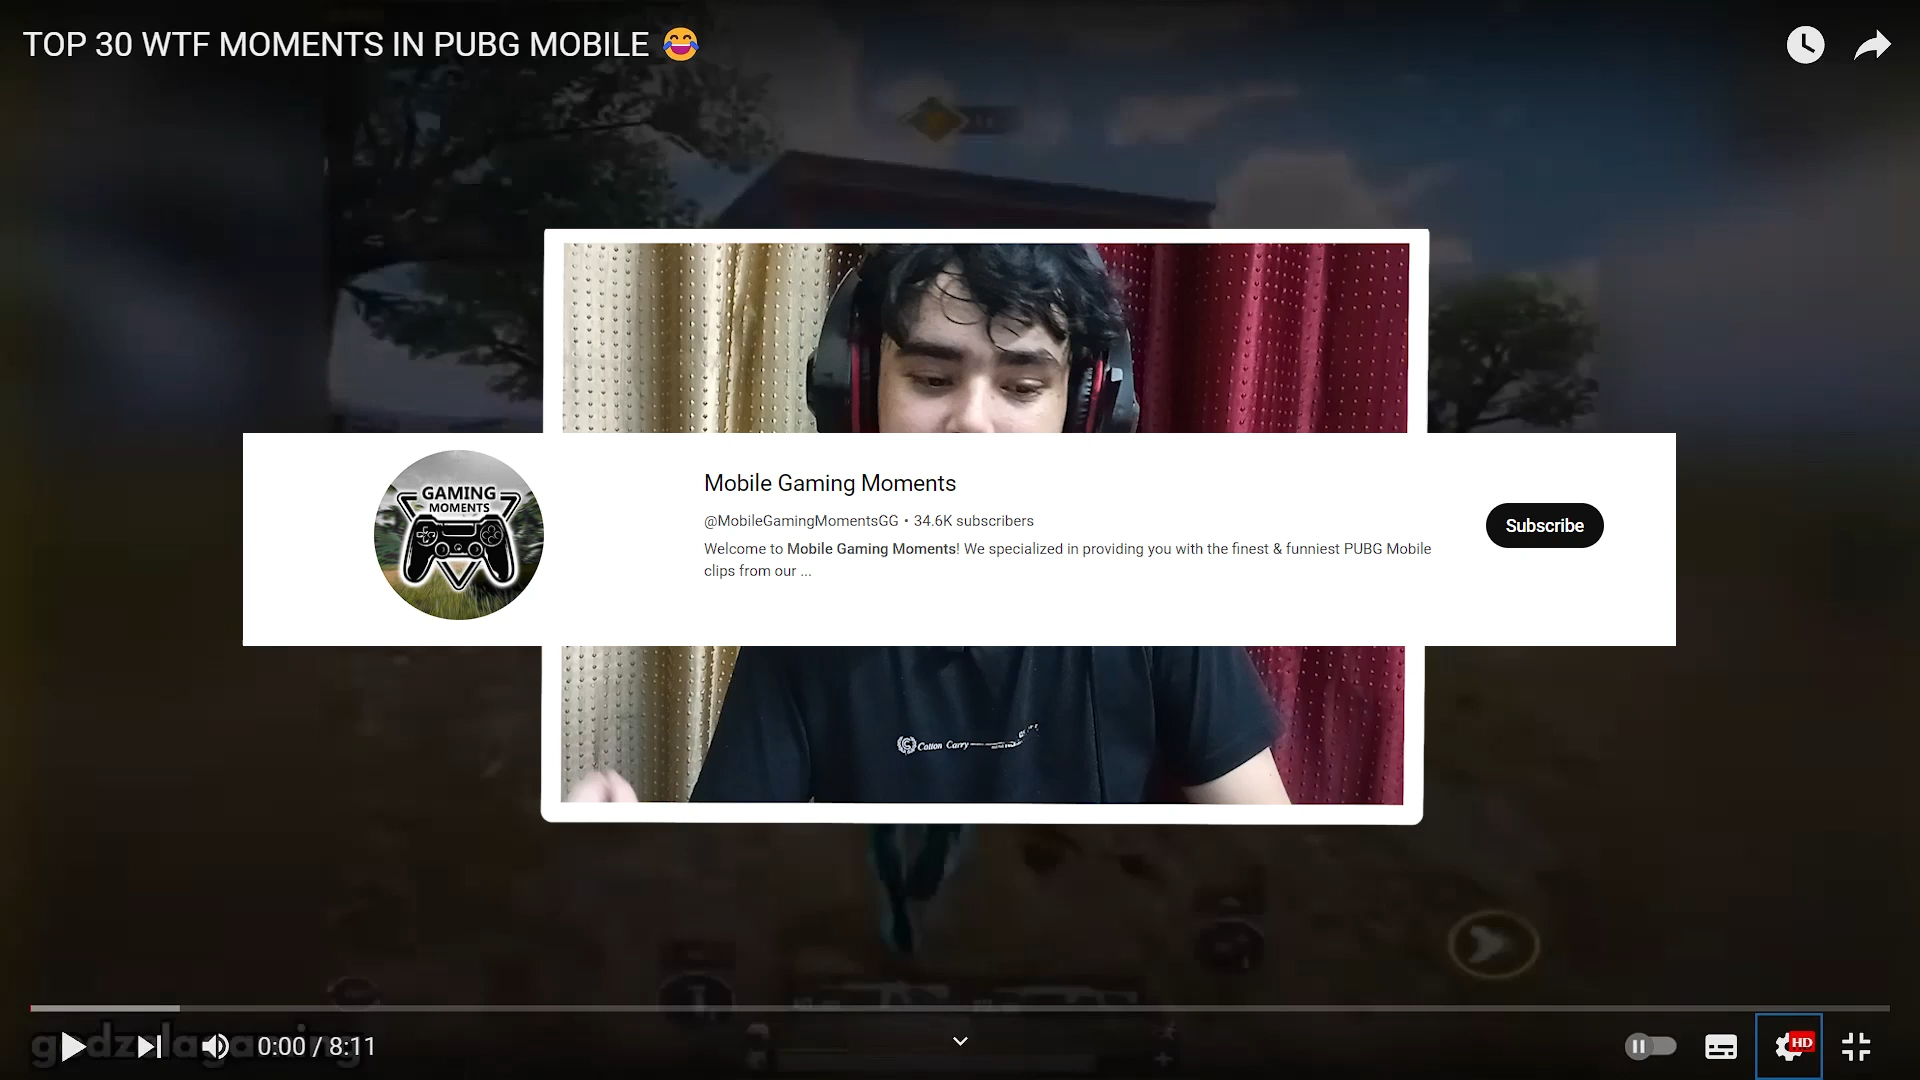 TOP 30 WTF MOMENTS IN PUBG MOBILE 😂
GAMING
MOMENTS
Mobile Gaming Moments
@MobileGamingMomentsGG • 34.6K subscribers
Welcome to Mobile Gaming Moments! We specialized in providing you with the finest & funniest PUBG Mobile
clips from our ...
Subscribe
Cotton Carry
0:00 / 8:11
HD